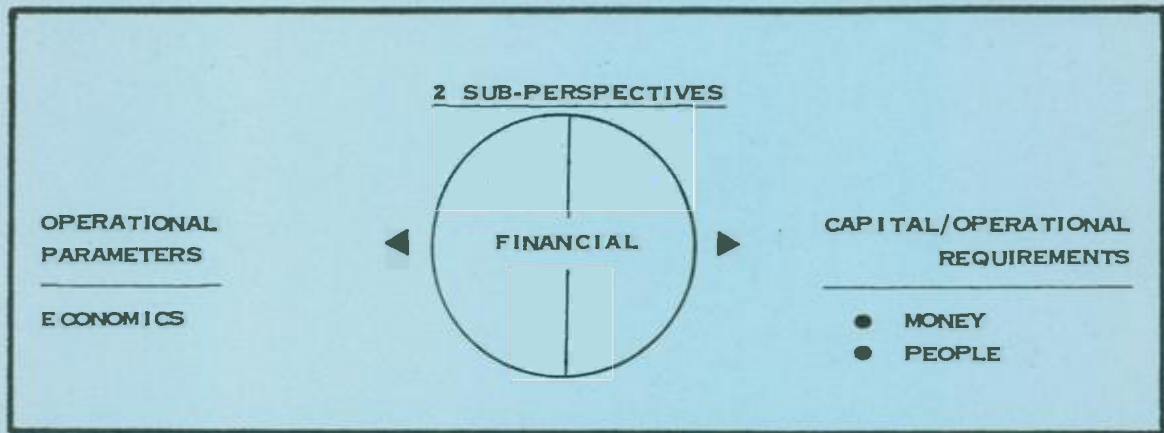 2 SUB-PERSPECTIVES
OPERATIONAL
PARAMETERS
ECONOMICS
FINANCIAL
CAPITAL/OPERATIONAL
REQUIREMENTS
● MONEY
● PEOPLE